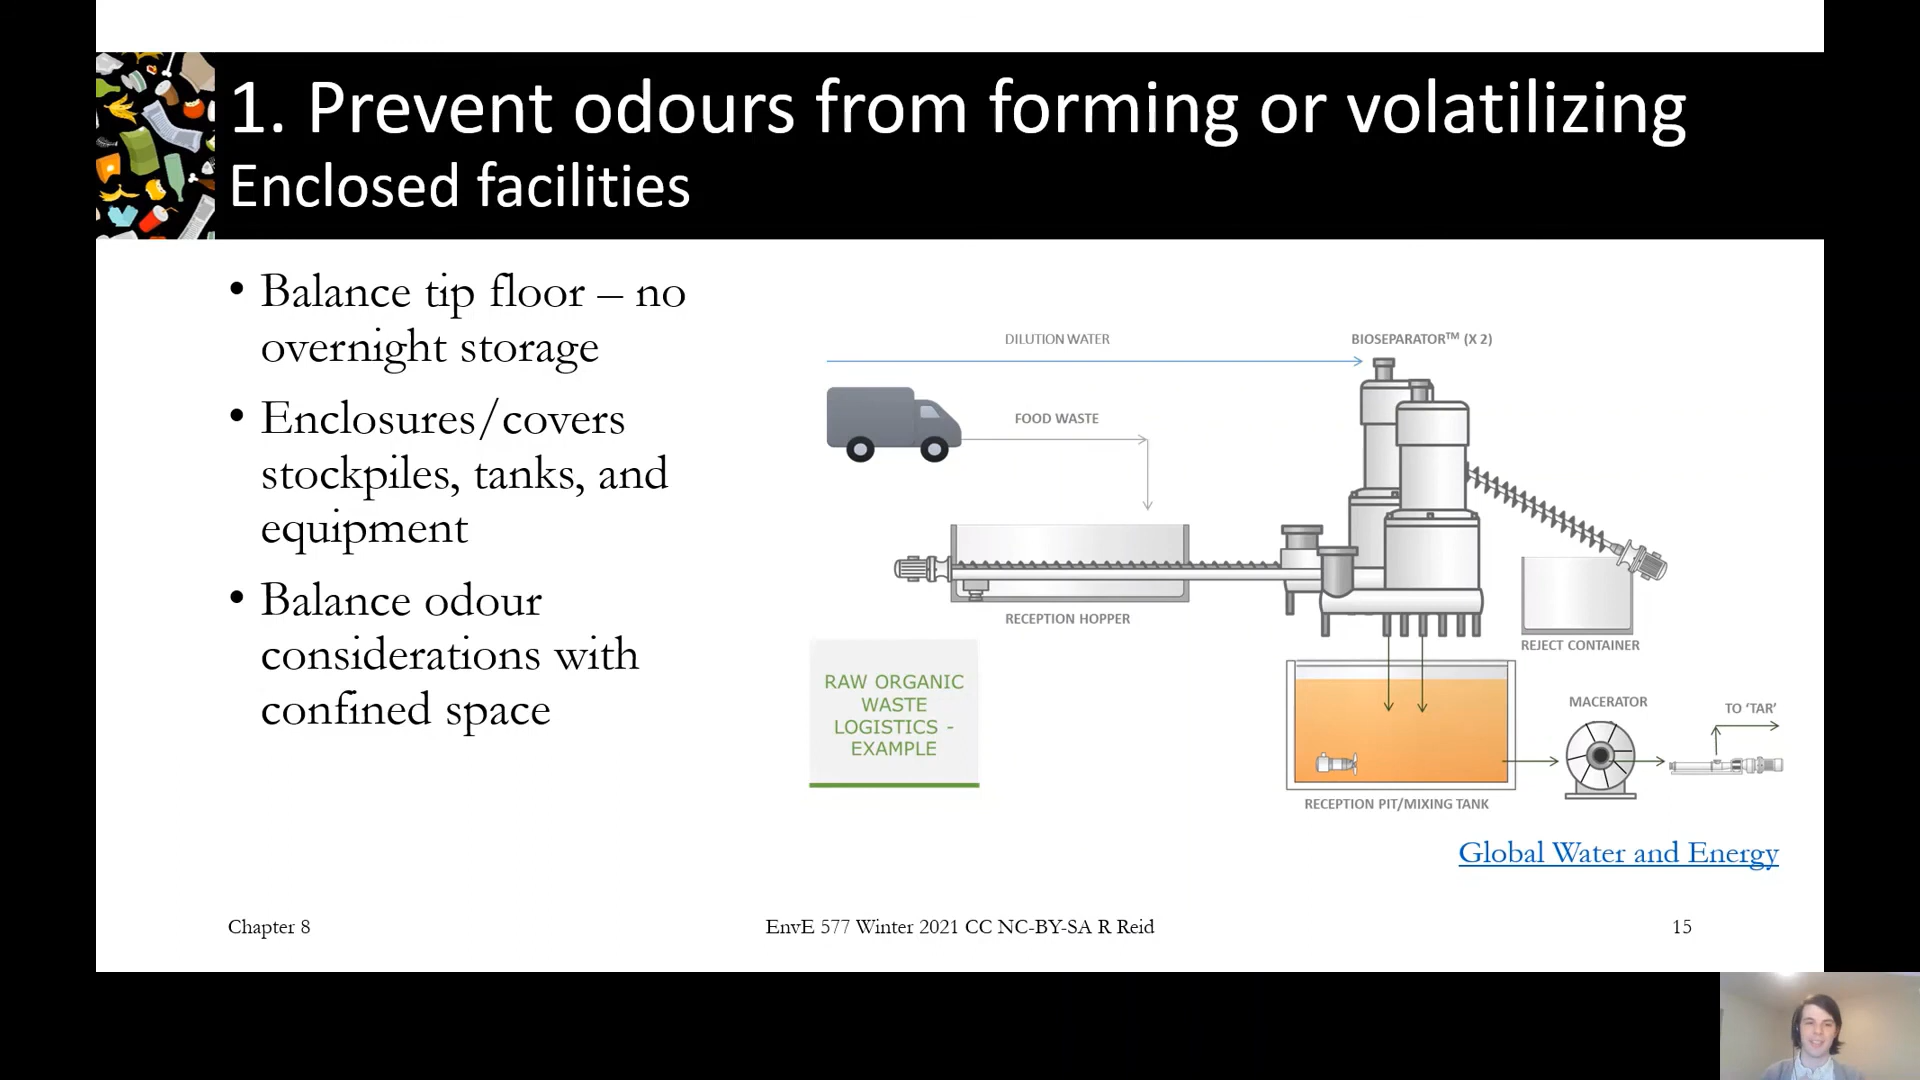 1. Prevent odours from forming or volatilizing
Enclosed facilities
• Balance tip floor – no
overnight storage
• Enclosures/covers
stockpiles, tanks, and
equipment
• Balance odour
considerations with
confined space
DILUTION WATER
BIOSEPARATOR™ (X 2)
FOOD WASTE
RECEPTION HOPPER
REJECT CONTAINER
RAW ORGANIC
WASTE
LOGISTICS -
EXAMPLE
MACERATOR
TO ‘TAR’
RECEPTION PIT/MIXING TANK
Global Water and Energy
Chapter 8
EnvE 577 Winter 2021 CC NC-BY-SA R Reid
15